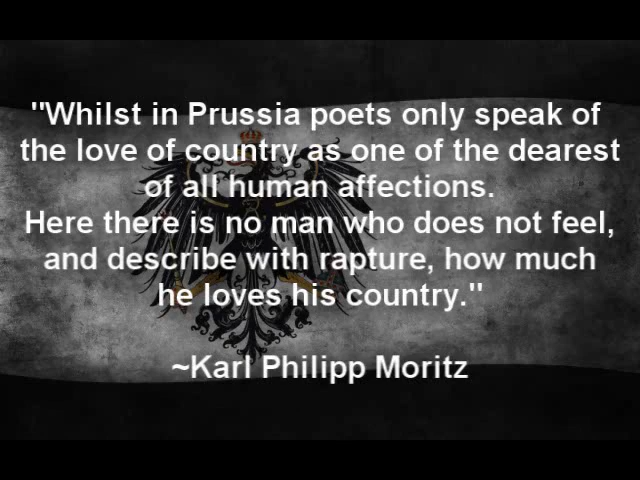 "Whilst in Prussia poets only speak of
the love of country as one of the dearest
of all human affections.
Here there is no man who does not feel,
and describe with rapture, how much
he loves his country."
~Karl Philipp Moritz